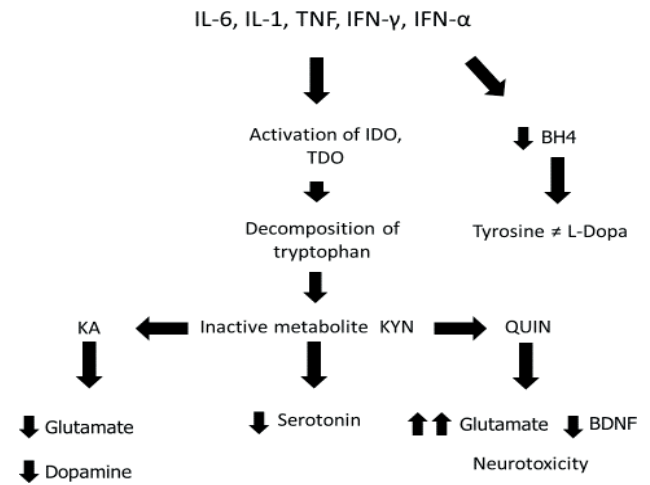 IL-6, IL-1, TNF, IFN-γ, IFN-α
Activation of IDO,
TDO
BH4
Decomposition of
tryptophan
Tyrosine ≠ L-Dopa
KA
Inactive metabolite KYN
QUIN
Glutamate
Dopamine
Serotonin
Glutamate
BDNF
Neurotoxicity